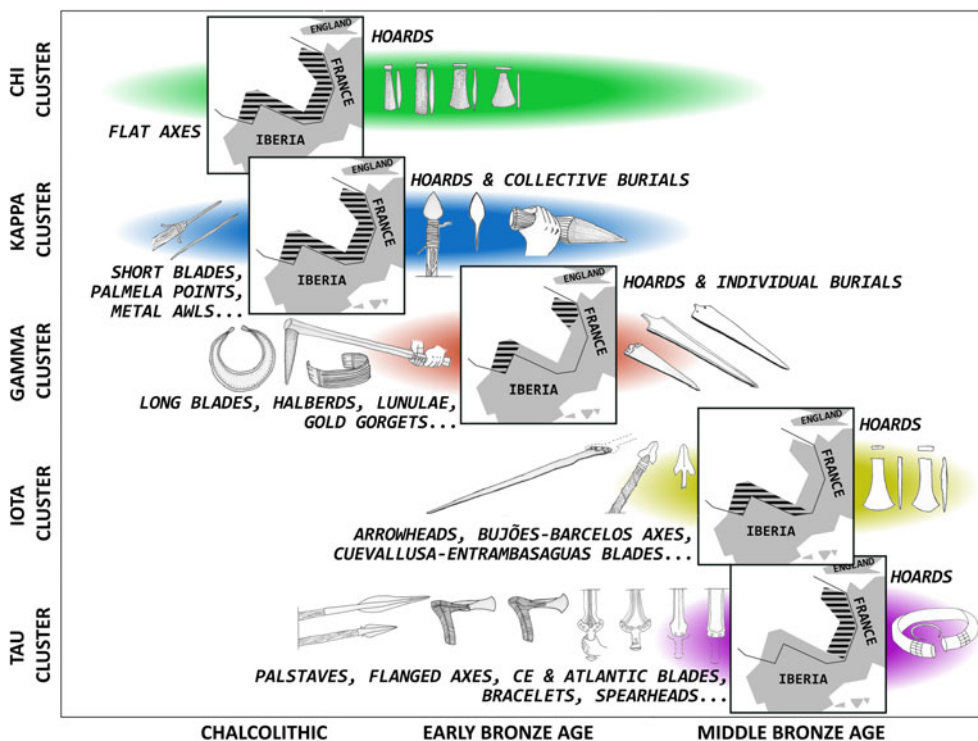 CHI
CLUSTER
ENGLAND
FRANCE
IBERIA
HOARDS
FLAT AXES
KAPPA
CLUSTER
ENGLAND
FRANCE
HOARDS & COLLECTIVE BURIALS
SHORT BLADES,
PALMELA POINTS,
METAL AWLS...
GAMMA
CLUSTER
ENGLAND
FRANCE
IBERIA
HOARDS & INDIVIDUAL BURIALS
LONG BLADES, HALBERDS, LUNULAE,
GOLD GORGETS...
IOTA
CLUSTER
ENGLAND
FRANCE
IBERIA
HOARDS
ARROWHEADS, BUJÕES-BARCELOS AXES,
CUEVALLUSA-ENTRAMBASAGUAS BLADES...
TAU
CLUSTER
ENGLAND
FRANCE
IBERIA
HOARDS
PALSTAVES, FLANGED AXES, CE & ATLANTIC BLADES,
BRACELETS, SPEARHEADS...
CHALCOLITHIC
EARLY BRONZE AGE
MIDDLE BRONZE AGE